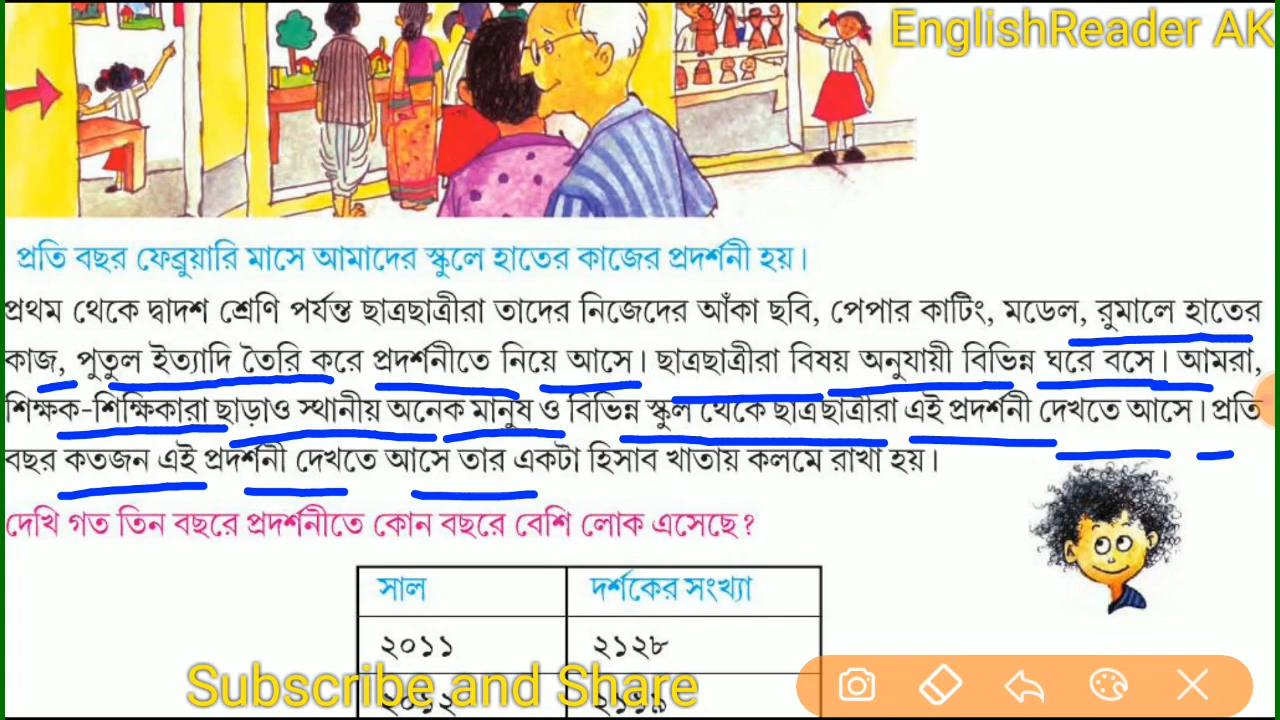 EnglishReader AK
প্রতি বছর ফেব্রুয়ারি মাসে আমাদের স্কুলে হাতের কাজের প্রদর্শনী হয়।
প্রথম থেকে দ্বাদশ শ্রেণি পর্যন্ত ছাত্রছাত্রীরা তাদের নিজেদের আঁকা ছবি, পেপার কাটিং, মডেল, রুমালে হাতের
কাজ, পুতুল ইত্যাদি তৈরি করে প্রদর্শনীতে নিয়ে আসে। ছাত্রছাত্রীরা বিষয় অনুযায়ী বিভিন্ন ঘরে বসে। আমরা,
শিক্ষক-শিক্ষিকারা ছাড়াও স্থানীয় অনেক মানুষ ও বিভিন্ন স্কুল থেকে ছাত্রছাত্রীরা এই প্রদর্শনী দেখতে আসে। প্রতি
বছর কতজন এই প্রদর্শনী দেখতে আসে তার একটা হিসাব খাতায় কলমে রাখা হয়।
দেখি গত তিন বছরে প্রদর্শনীতে কোন বছরে বেশি লোক এসেছে?
সাল দর্শকের সংখ্যা
২০১১ ২১২৮
২০১২
Subscribe and Share